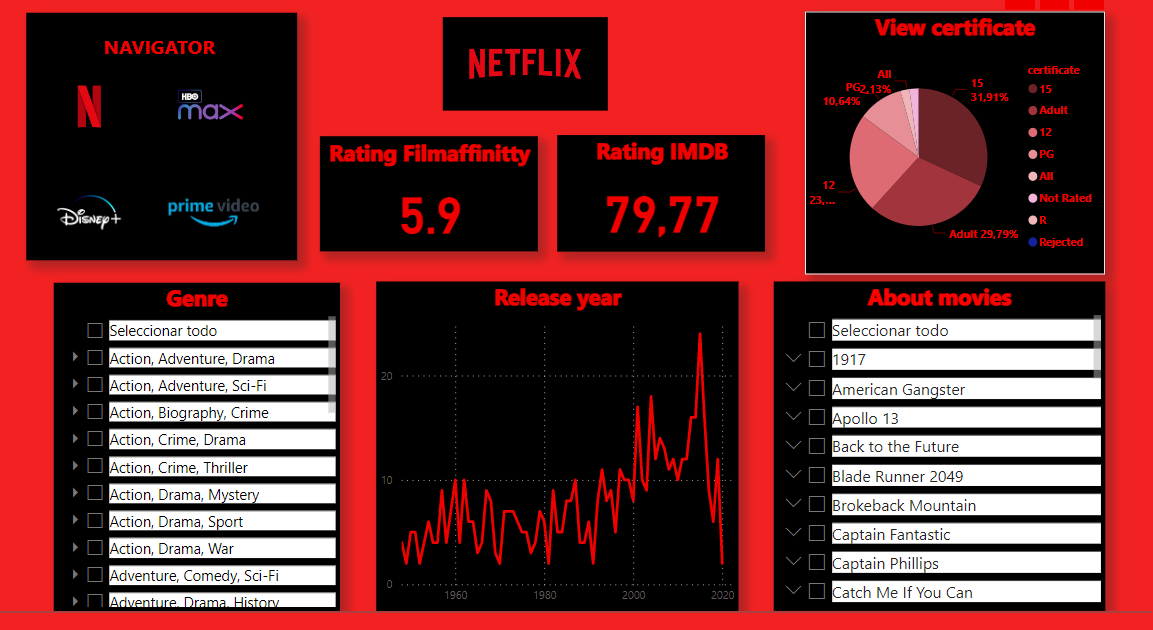 NAVIGATOR
N
HBO
max
Disney+
prime video
NETFLIX
Rating Filmaffinitty
5.9
Rating IMDB
79,77
View certificate
All
PG 2,13%
10,64%
15
31,91%
12
23,...
Adult 29,79%
certificate
15
Adult
12
PG
All
Not Rated
R
Rejected
Genre
Seleccionar todo
Action, Adventure, Drama
Action, Adventure, Sci-Fi
Action, Biography, Crime
Action, Crime, Drama
Action, Crime, Thriller
Action, Drama, Mystery
Action, Drama, Sport
Action, Drama, War
Adventure, Comedy, Sci-Fi
Adventure, Drama, History
Release year
20
10
0
1960 1980 2000 2020
About movies
Seleccionar todo
1917
American Gangster
Apollo 13
Back to the Future
Blade Runner 2049
Brokeback Mountain
Captain Fantastic
Captain Phillips
Catch Me If You Can